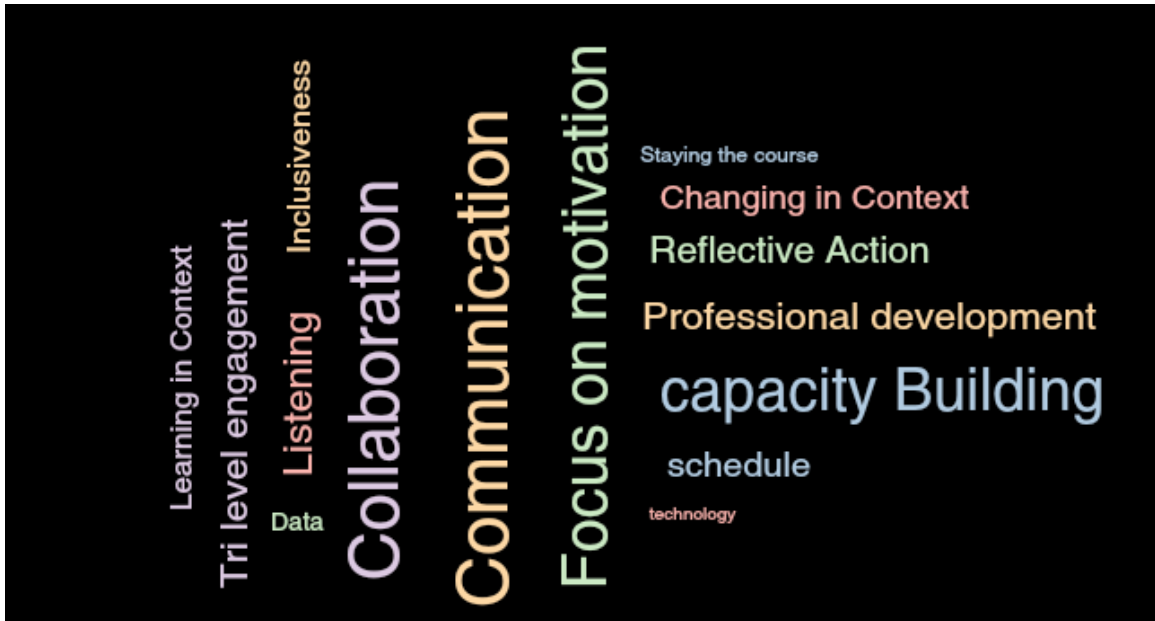 Learning in Context
Tri level engagement
Inclusiveness
Listening
Data
Collaboration
Communication
Focus on motivation
Staying the course
Changing in Context
Reflective Action
Professional development
capacity Building
schedule
technology